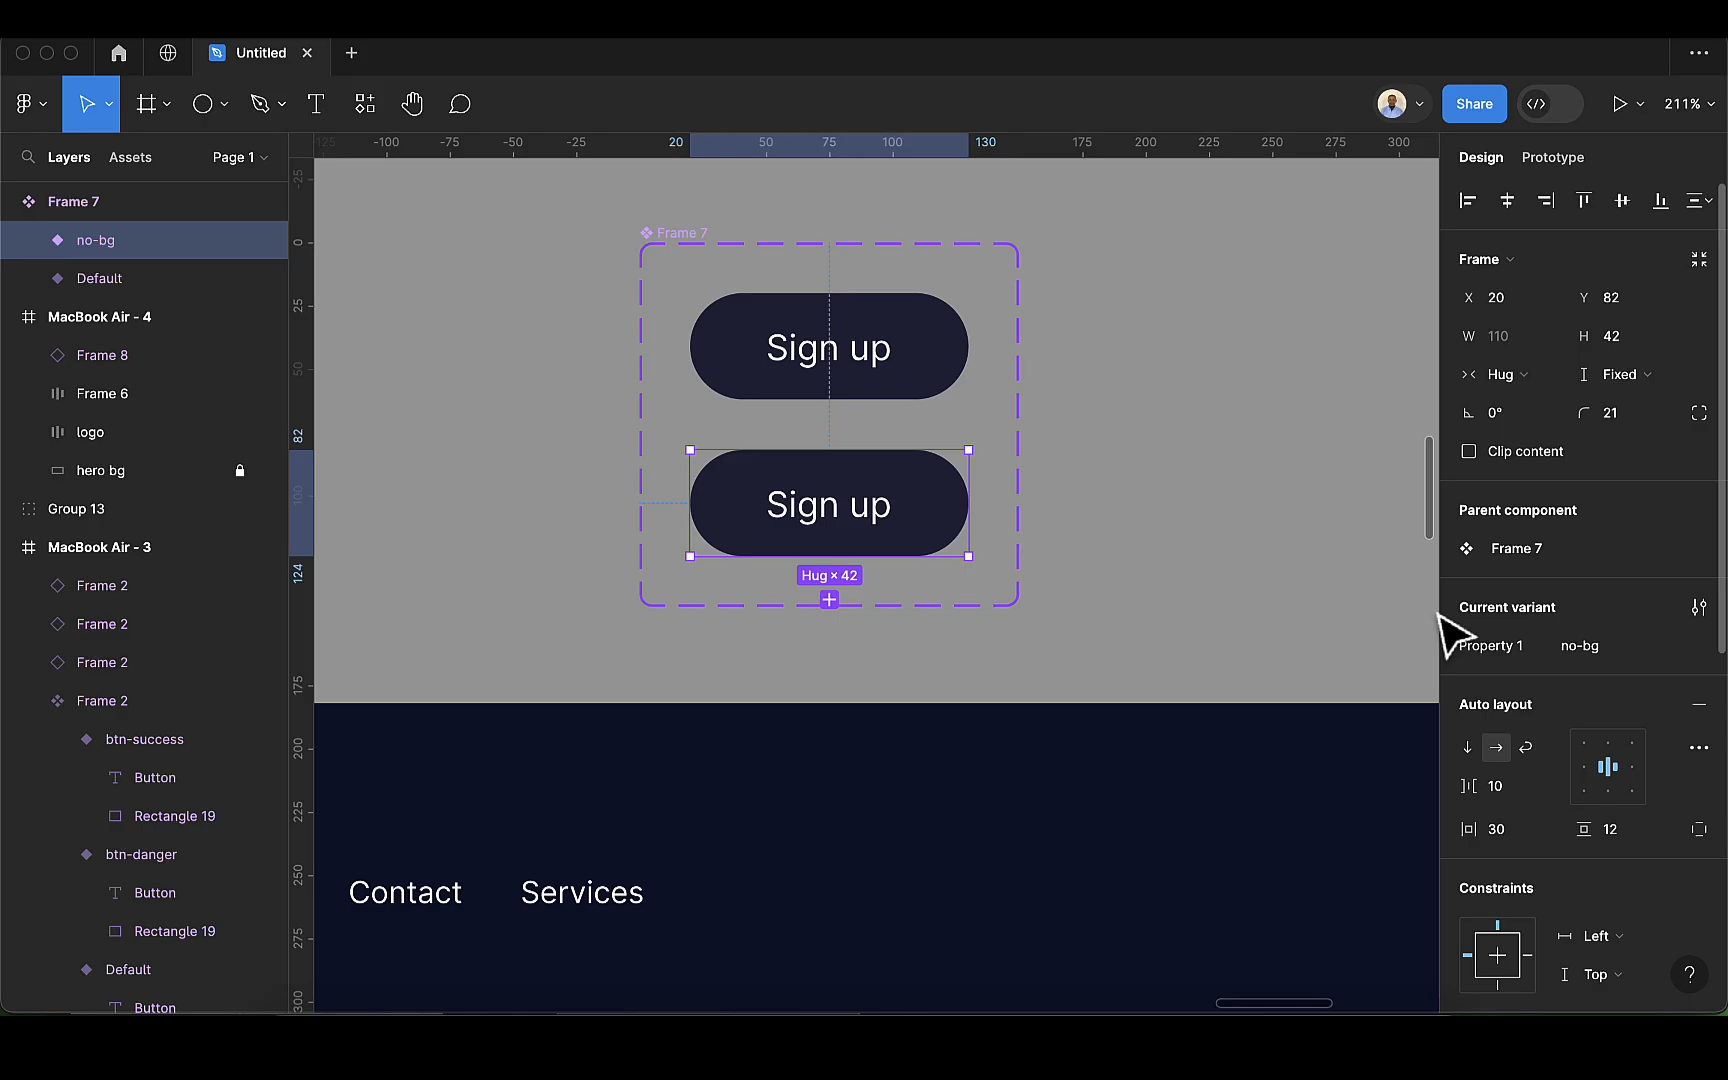 Untitled
Share
211%
Layers
Assets
Page 1
Frame 7
no-bg
Default
MacBook Air - 4
Frame 8
Frame 6
logo
hero bg
Group 13
MacBook Air - 3
Frame 2
Frame 2
Frame 2
Frame 2
btn-success
Button
Rectangle 19
btn-danger
Button
Rectangle 19
Default
Button
-125 -100 -75 -50 -25 20 50 75 100 130 175 200 225 250 275 300
-25
0
25
50
82
100
124
175
200
225
250
275
300
Frame 7
Sign up
Sign up
Hug × 42
Contact
Services
Design
Prototype
Frame
X 20 Y 82
W 110 H 42
Hug Fixed
0° 21
Clip content
Parent component
Frame 7
Current variant
Property 1 no-bg
Auto layout
10
30 12
Constraints
Left
Top
?